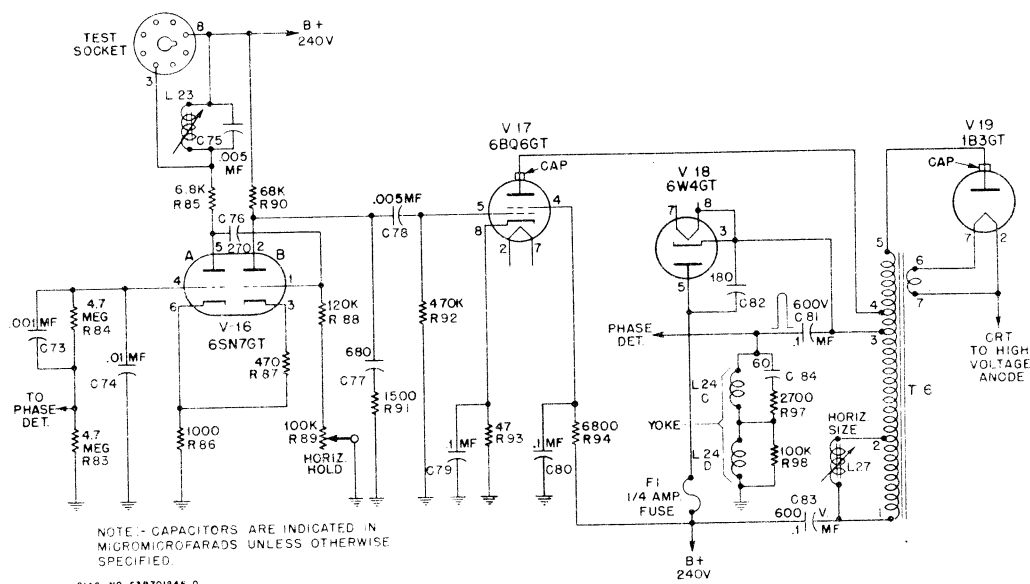 TEST
SOCKET
8
3
B+
240V
L 23
C75
.005
MF
6.8K
R85
68K
R90
C76
270
.005MF
C78
V 17
6BQ6GT
CAP
5
4
8
2
7
V 18
6W4GT
7
8
3
5
180
C82
V 19
1B3GT
CAP
7
2
5
6
7
4
3
2
1
A
5
2
B
4
1
6
3
V-16
6SN7GT
4.7
MEG
R84
.001MF
C73
.01MF
C74
TO
PHASE
DET.
4.7
MEG
R83
1000
R86
470
R87
120K
R88
100K
R89
HORIZ.
HOLD
680
C77
1500
R91
470K
R92
.1MF
C79
47
R93
.1MF
C80
6800
R94
PHASE
DET.
600V
C81
.1 MF
60
C 84
L24
C
2700
R97
YOKE
L24
D
100K
R98
F1
1/4 AMP.
FUSE
HORIZ.
SIZE
L27
C83
600 V.
.1 MF
T 6
CRT
TO HIGH
VOLTAGE
ANODE
B+
240V
NOTE:- CAPACITORS ARE INDICATED IN
MICROMICROFARADS UNLESS OTHERWISE
SPECIFIED.